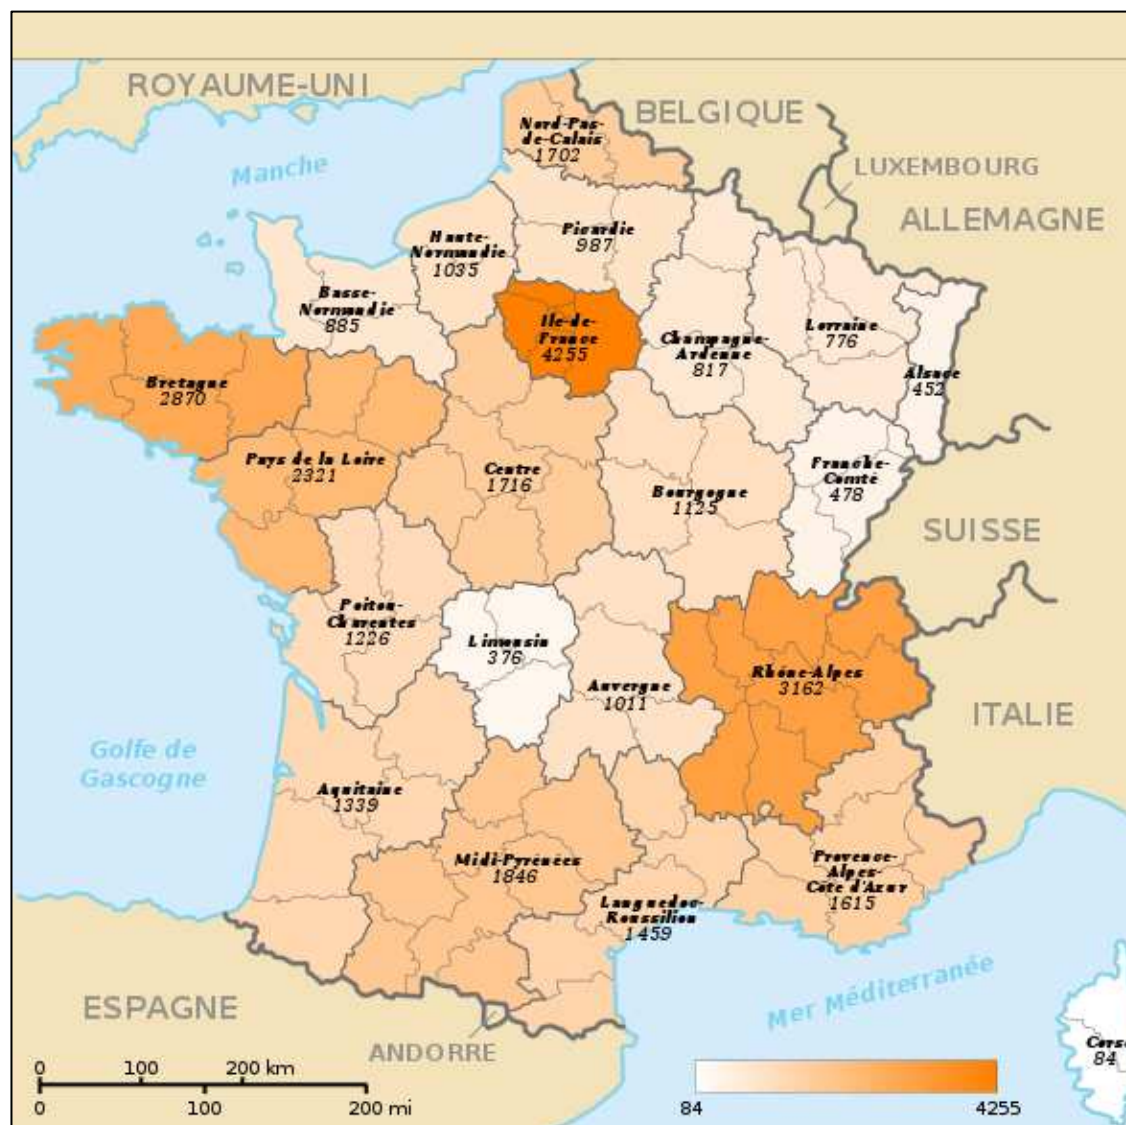 ROYAUME-UNI
BELGIQUE
LUXEMBOURG
ALLEMAGNE
Manche
Nord-Pas-
de-Calais
1702
Picardie
987
Haute-
Normandie
1035
Basse-
Normandie
885
Ile-de-
France
4255
Champagne-
Ardenne
817
Lorraine
776
Alsace
452
Bretagne
2870
Pays de la Loire
2321
Centre
1716
Bourgogne
1125
Franche-
Comté
478
SUISSE
Poitou-
Charentes
1226
Limousin
376
Auvergne
1011
Rhône-Alpes
3162
ITALIE
Golfe de
Gascogne
Aquitaine
1339
Midi-Pyrénées
1846
Languedoc-
Roussillon
1459
Provence-
Alpes-
Côte d'Azur
1615
Mer Méditerranée
ESPAGNE
ANDORRE
Cors
84
0 100 200 km
0 100 200 mi
84 4255